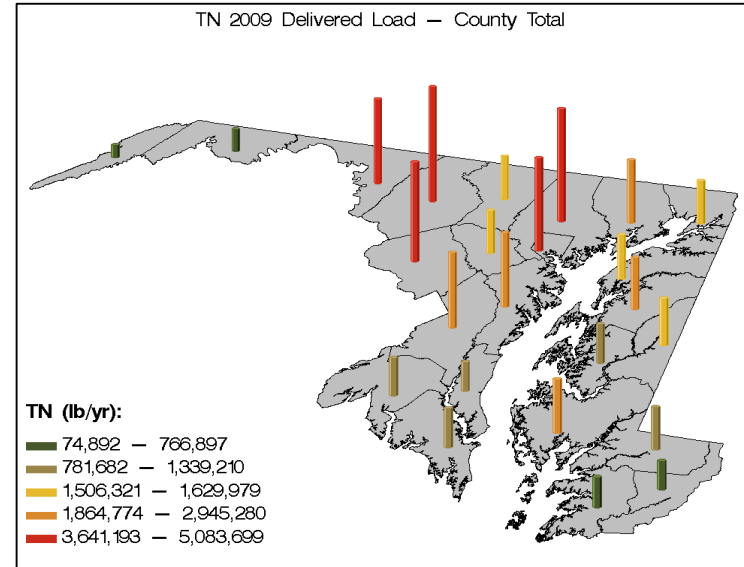 TN 2009 Delivered Load — County Total
TN (lb/yr):
74,892 — 766,897
781,682 — 1,339,210
1,506,321 — 1,629,979
1,864,774 — 2,945,280
3,641,193 — 5,083,699